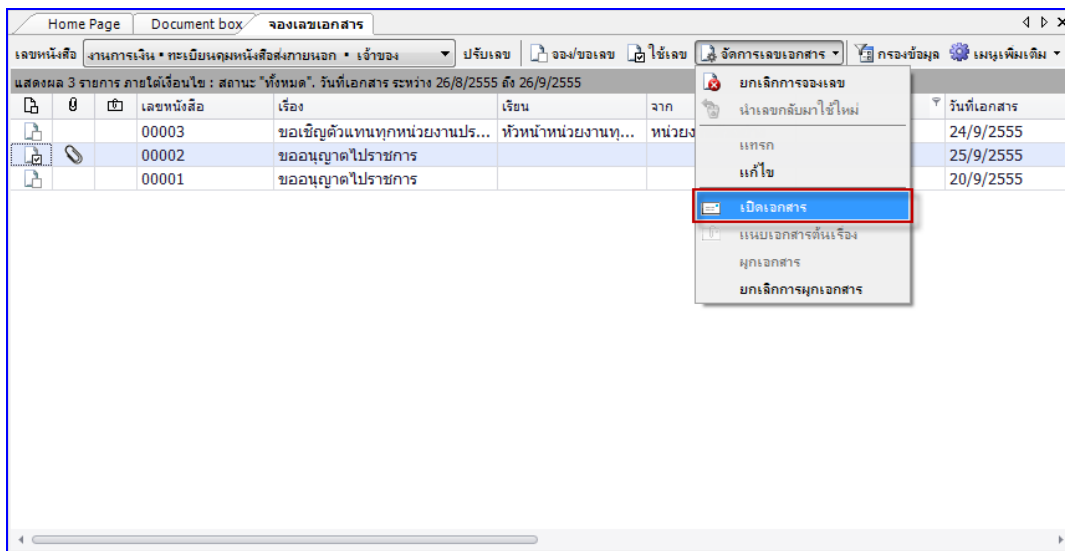 Home Page Document box จองเลขเอกสาร
เลขหนังสือ งานการเงิน • ทะเบียนคุมหนังสือส่งภายนอก • เจ้าของ ปรับเลข จอง/ขอเลข ใช้เลข จัดการเลขเอกสาร กรองข้อมูล เมนูเพิ่มเติม
แสดงผล 3 รายการ ภายใต้เงื่อนไข : สถานะ "ทั้งหมด". วันที่เอกสาร ระหว่าง 26/8/2555 ถึง 26/9/2555
เลขหนังสือ เรื่อง เรียน จาก วันที่เอกสาร
00003 ขอเชิญตัวแทนทุกหน่วยงานปร... หัวหน้าหน่วยงานทุ... หน่วยง 24/9/2555
00002 ขออนุญาตไปราชการ 25/9/2555
00001 ขออนุญาตไปราชการ 20/9/2555
ยกเลิกการจองเลข
นำเลขกลับมาใช้ใหม่
แทรก
แก้ไข
เปิดเอกสาร
แนบเอกสารต้นเรื่อง
ผูกเอกสาร
ยกเลิกการผูกเอกสาร